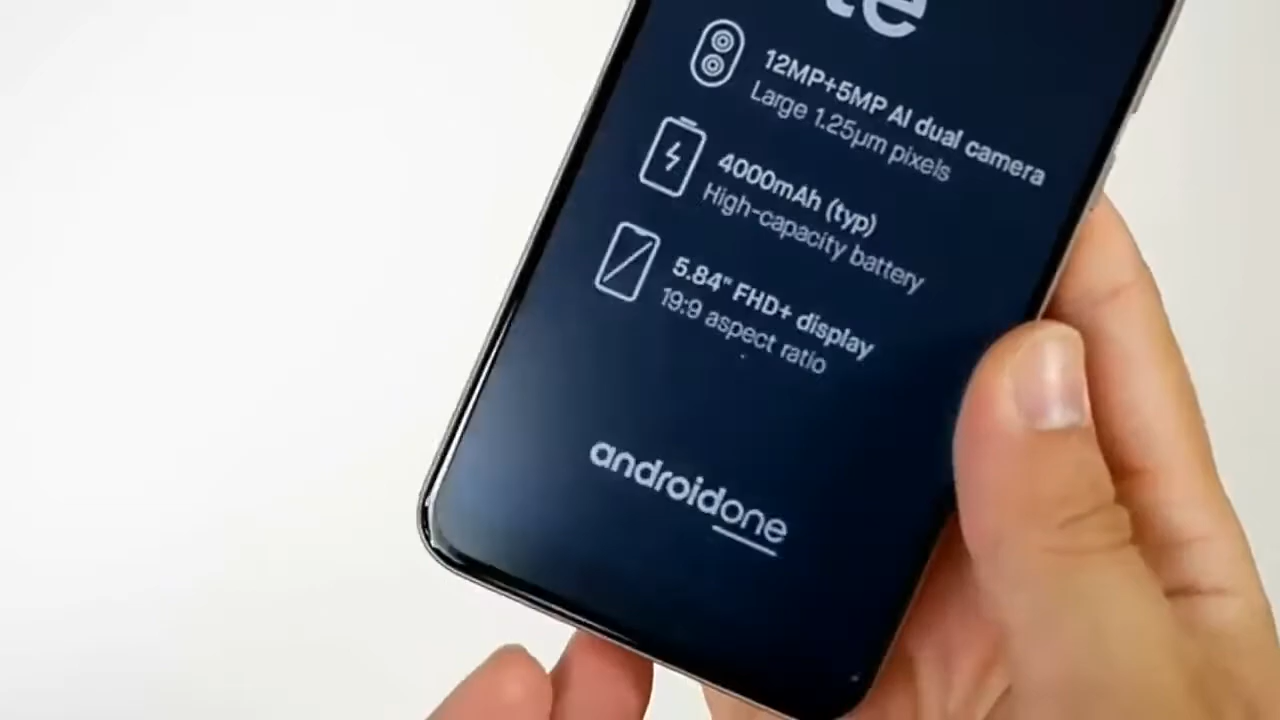 te
12MP+5MP AI dual camera
Large 1.25μm pixels
4000mAh (typ)
High-capacity battery
5.84" FHD+ display
19:9 aspect ratio
androidone